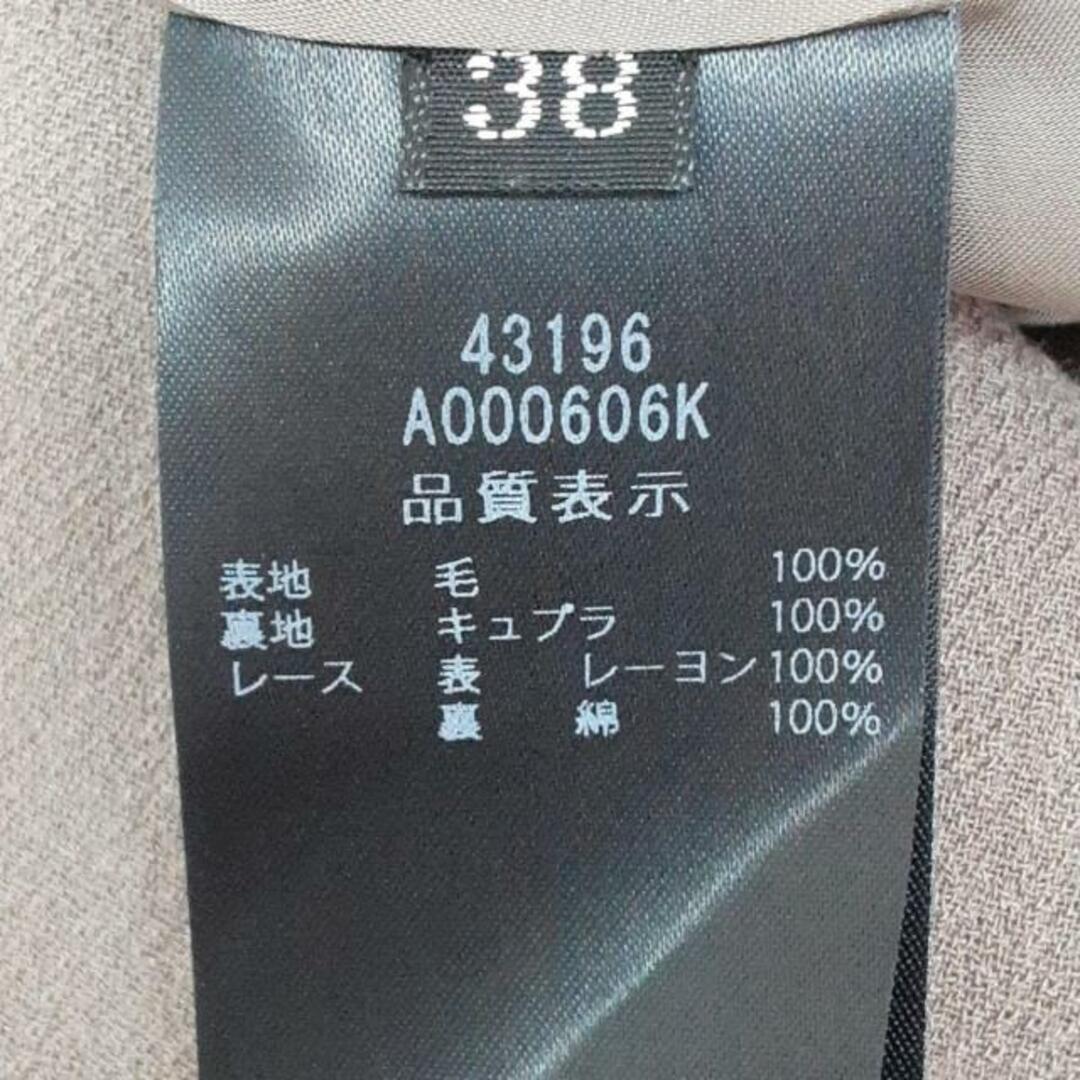 38
43196
A000606K
品質表示
表地 毛 100%
裏地 キュプラ 100%
レース 表 レーヨン 100%
裏 綿 100%